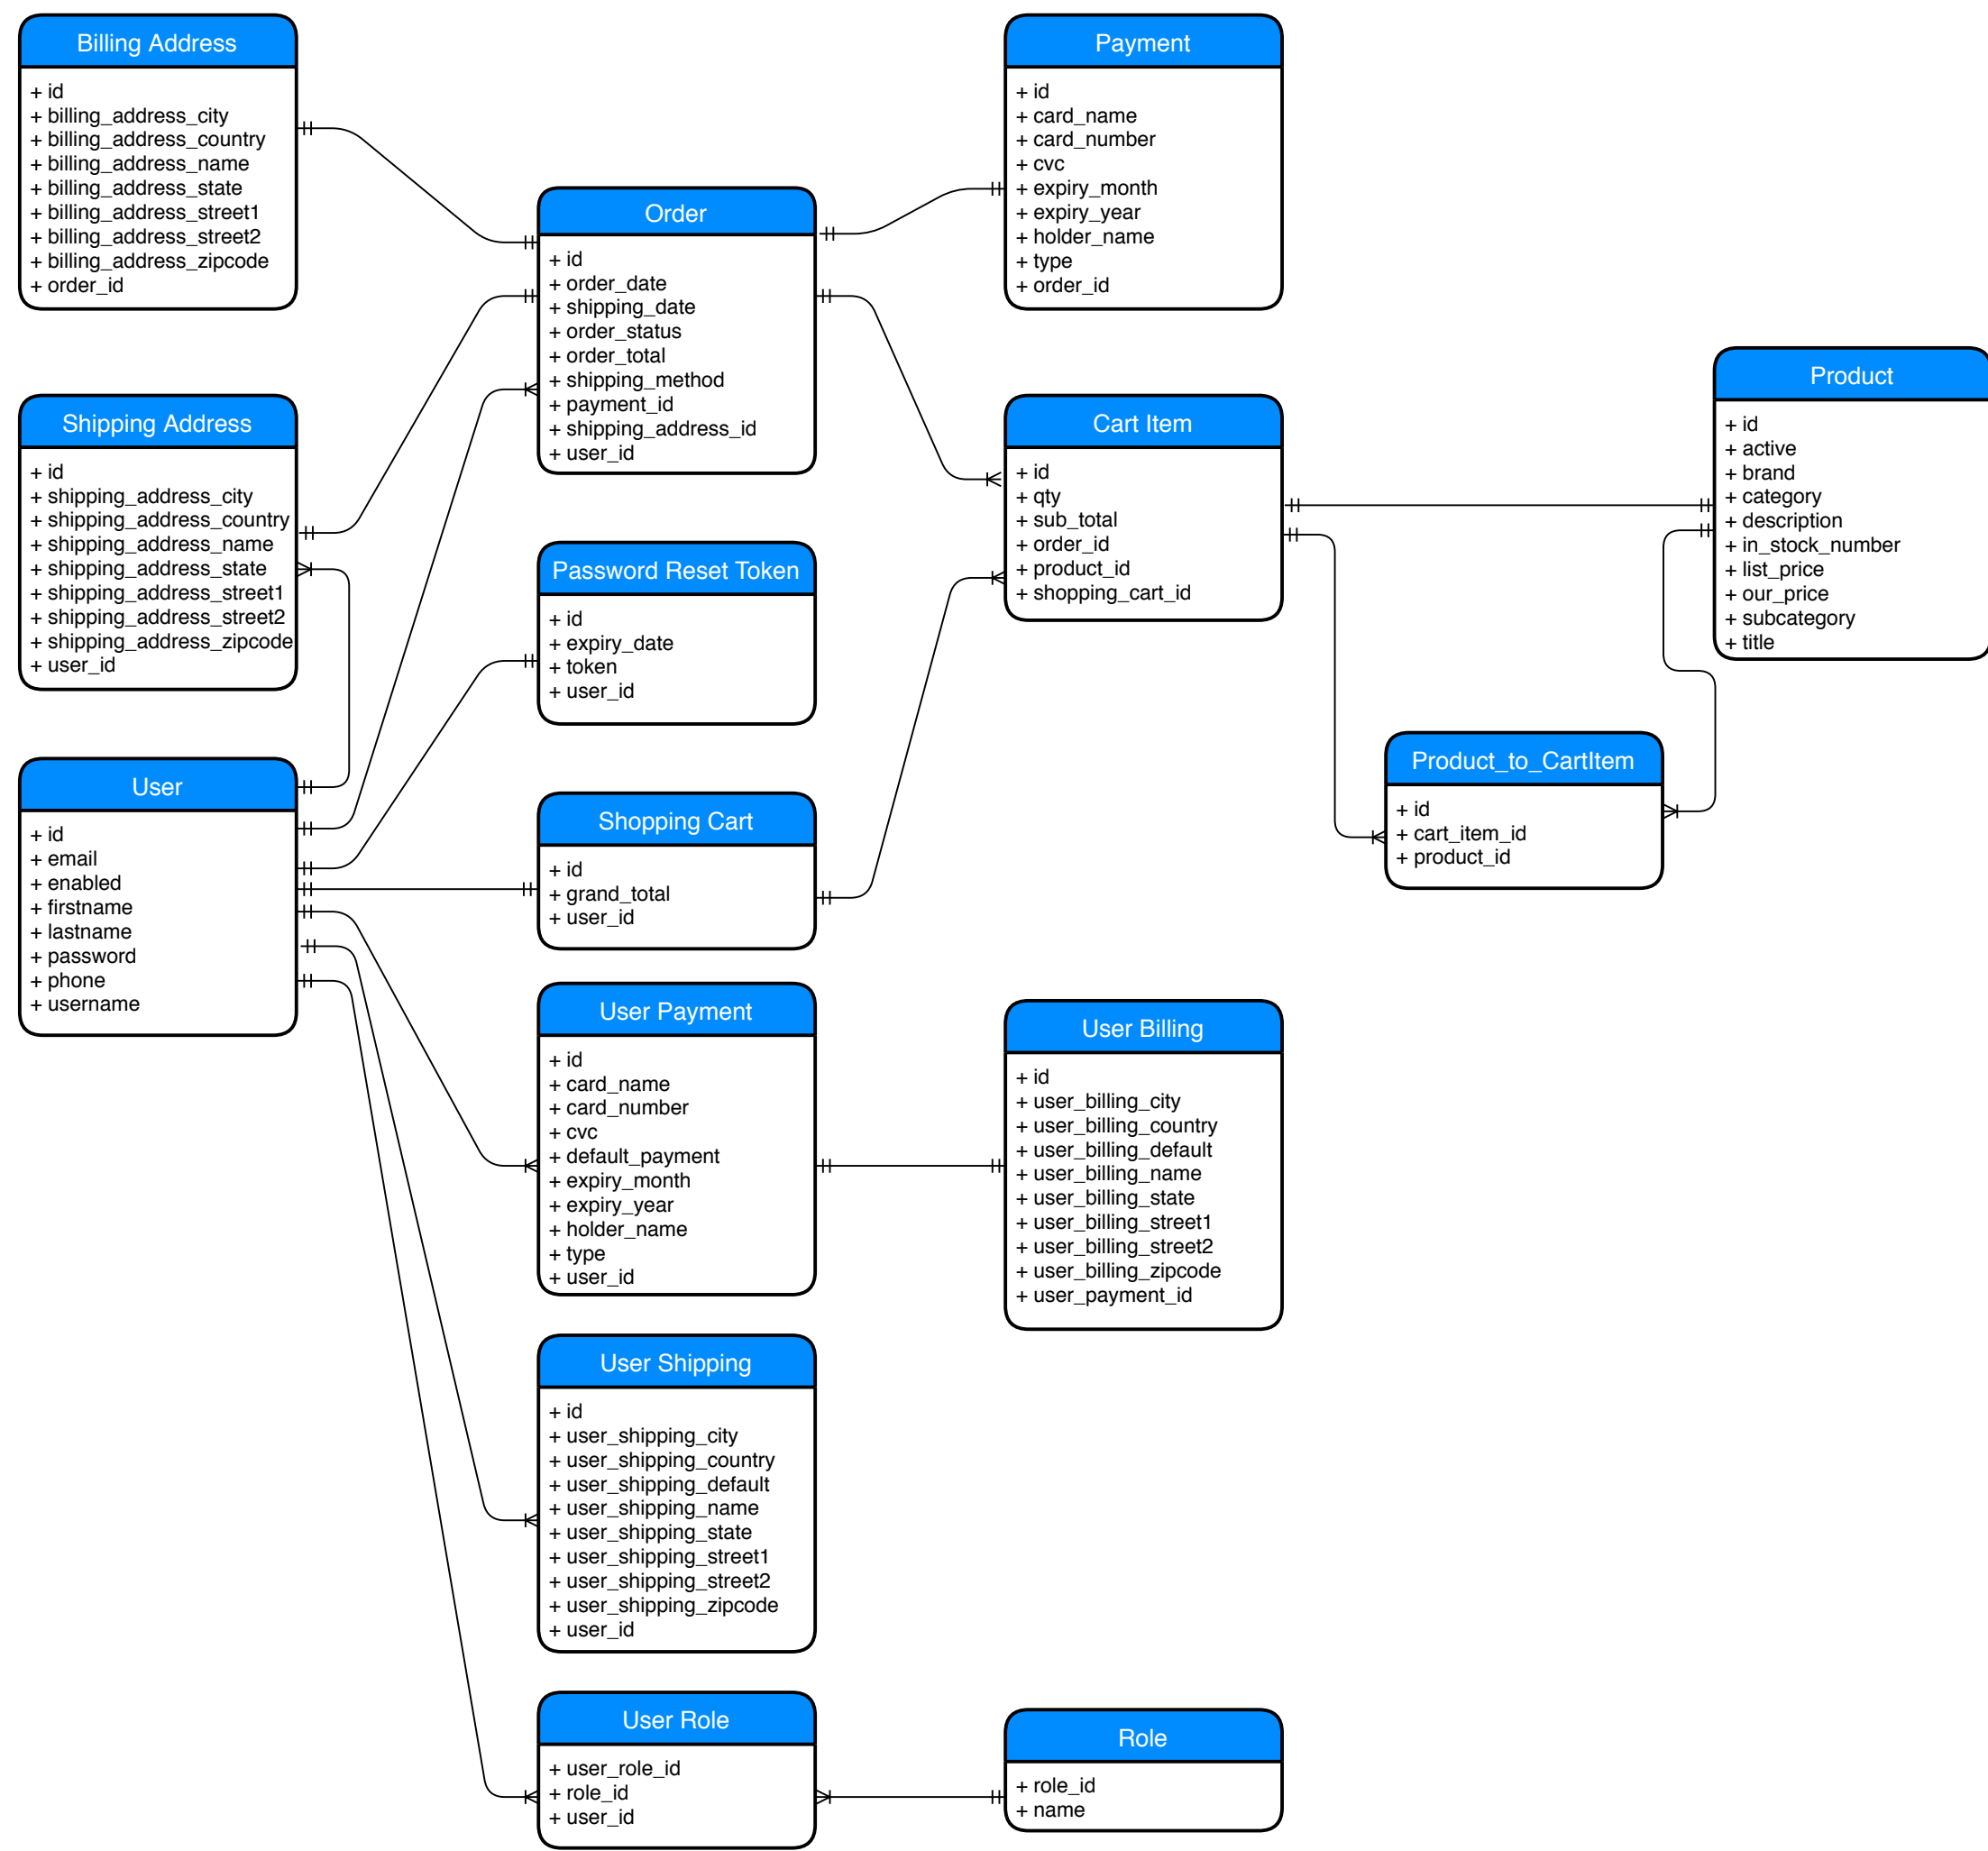 Billing Address
+ id
+ billing_address_city
+ billing_address_country
+ billing_address_name
+ billing_address_state
+ billing_address_street1
+ billing_address_street2
+ billing_address_zipcode
+ order_id
Payment
+ id
+ card_name
+ card_number
+ cvc
+ expiry_month
+ expiry_year
+ holder_name
+ type
+ order_id
Order
+ id
+ order_date
+ shipping_date
+ order_status
+ order_total
+ shipping_method
+ payment_id
+ shipping_address_id
+ user_id
Product
+ id
+ active
+ brand
+ category
+ description
+ in_stock_number
+ list_price
+ our_price
+ subcategory
+ title
Shipping Address
+ id
+ shipping_address_city
+ shipping_address_country
+ shipping_address_name
+ shipping_address_state
+ shipping_address_street1
+ shipping_address_street2
+ shipping_address_zipcode
+ user_id
Cart Item
+ id
+ qty
+ sub_total
+ order_id
+ product_id
+ shopping_cart_id
Password Reset Token
+ id
+ expiry_date
+ token
+ user_id
Product_to_CartItem
+ id
+ cart_item_id
+ product_id
User
+ id
+ email
+ enabled
+ firstname
+ lastname
+ password
+ phone
+ username
Shopping Cart
+ id
+ grand_total
+ user_id
User Payment
+ id
+ card_name
+ card_number
+ cvc
+ default_payment
+ expiry_month
+ expiry_year
+ holder_name
+ type
+ user_id
User Billing
+ id
+ user_billing_city
+ user_billing_country
+ user_billing_default
+ user_billing_name
+ user_billing_state
+ user_billing_street1
+ user_billing_street2
+ user_billing_zipcode
+ user_payment_id
User Shipping
+ id
+ user_shipping_city
+ user_shipping_country
+ user_shipping_default
+ user_shipping_name
+ user_shipping_state
+ user_shipping_street1
+ user_shipping_street2
+ user_shipping_zipcode
+ user_id
User Role
+ user_role_id
+ role_id
+ user_id
Role
+ role_id
+ name